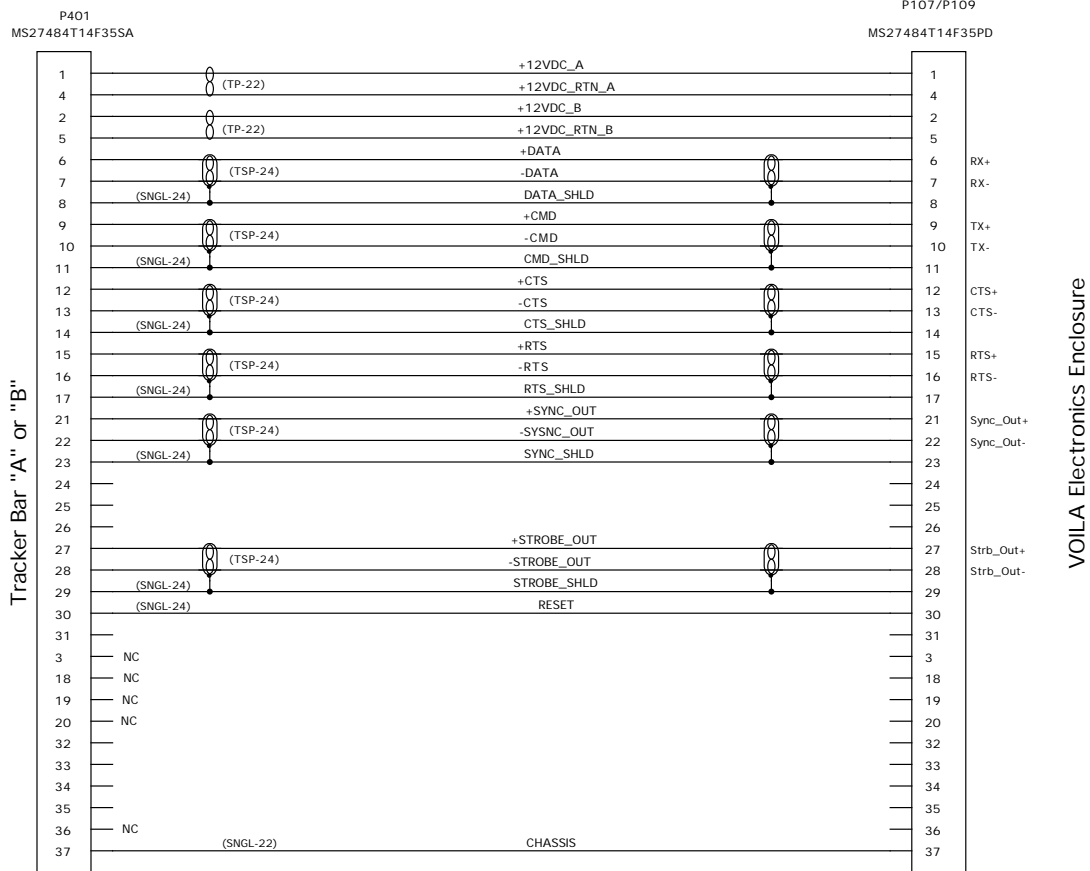 P401
MS27484T14F35SA
P107/P109
MS27484T14F35PD
Tracker Bar "A" or "B"
VOILA Electronics Enclosure
1 +12VDC_A 1
(TP-22)
4 +12VDC_RTN_A 4
2 +12VDC_B 2
(TP-22)
5 +12VDC_RTN_B 5
6 +DATA 6 RX+
(TSP-24)
7 -DATA 7 RX-
8 (SNGL-24) DATA_SHLD 8
9 +CMD 9 TX+
(TSP-24)
10 -CMD 10 TX-
11 (SNGL-24) CMD_SHLD 11
12 +CTS 12 CTS+
(TSP-24)
13 -CTS 13 CTS-
14 (SNGL-24) CTS_SHLD 14
15 +RTS 15 RTS+
(TSP-24)
16 -RTS 16 RTS-
17 (SNGL-24) RTS_SHLD 17
21 +SYNC_OUT 21 Sync_Out+
(TSP-24)
22 -SYSNC_OUT 22 Sync_Out-
23 (SNGL-24) SYNC_SHLD 23
24 24
25 25
26 26
27 +STROBE_OUT 27 Strb_Out+
(TSP-24)
28 -STROBE_OUT 28 Strb_Out-
29 (SNGL-24) STROBE_SHLD 29
30 (SNGL-24) RESET 30
31 31
3 NC 3
18 NC 18
19 NC 19
20 NC 20
32 32
33 33
34 34
35 35
36 NC 36
37 (SNGL-22) CHASSIS 37